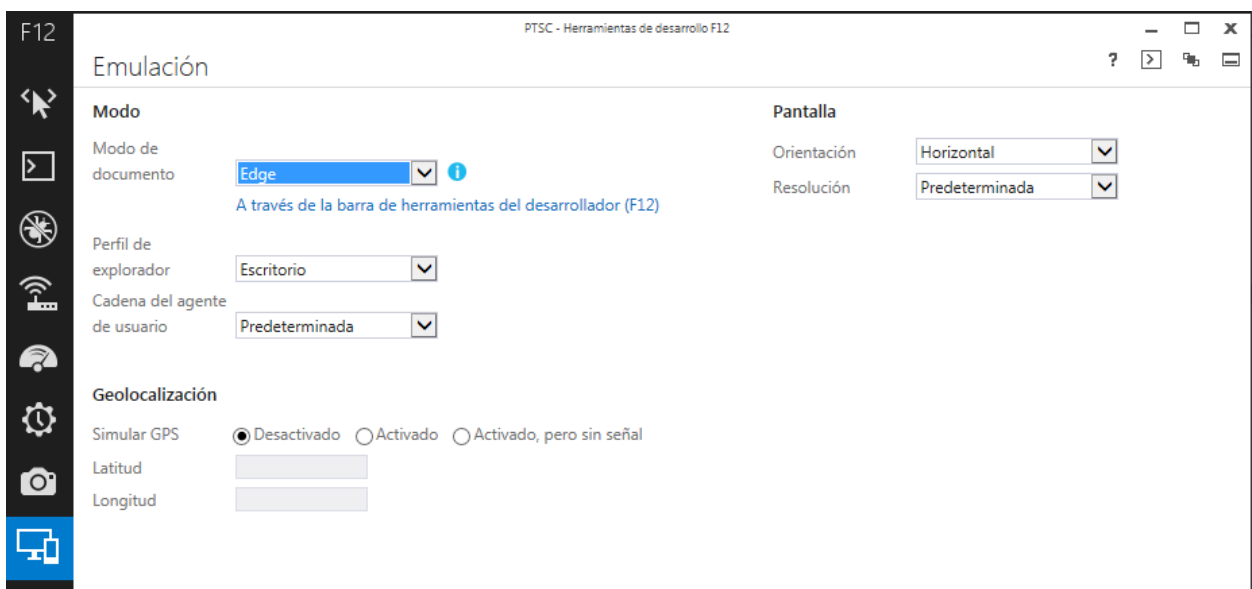 F12
PTSC - Herramientas de desarrollo F12
Emulación
?
Modo
Modo de
documento
Edge
A través de la barra de herramientas del desarrollador (F12)
Perfil de
explorador
Escritorio
Cadena del agente
de usuario
Predeterminada
Geolocalización
Simular GPS
Desactivado
Activado
Activado, pero sin señal
Latitud
Longitud
Pantalla
Orientación
Horizontal
Resolución
Predeterminada